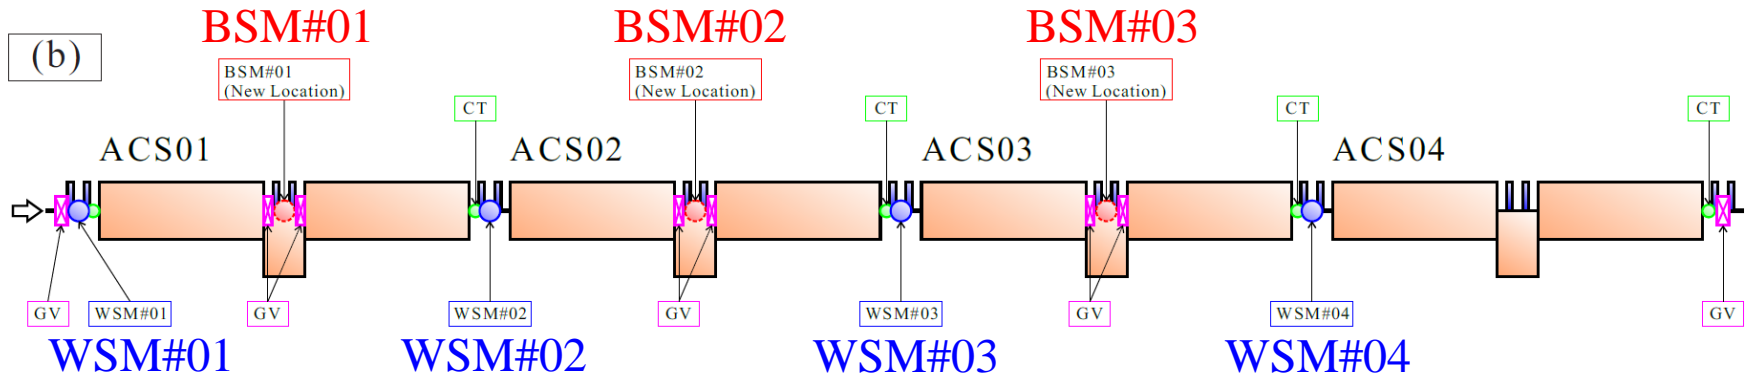 BSM#01 BSM#02 BSM#03
(b)
BSM#01
(New Location)
BSM#02
(New Location)
BSM#03
(New Location)
CT CT CT CT
ACS01 ACS02 ACS03 ACS04
GV WSM#01 GV WSM#02 GV WSM#03 GV WSM#04 GV
WSM#01 WSM#02 WSM#03 WSM#04